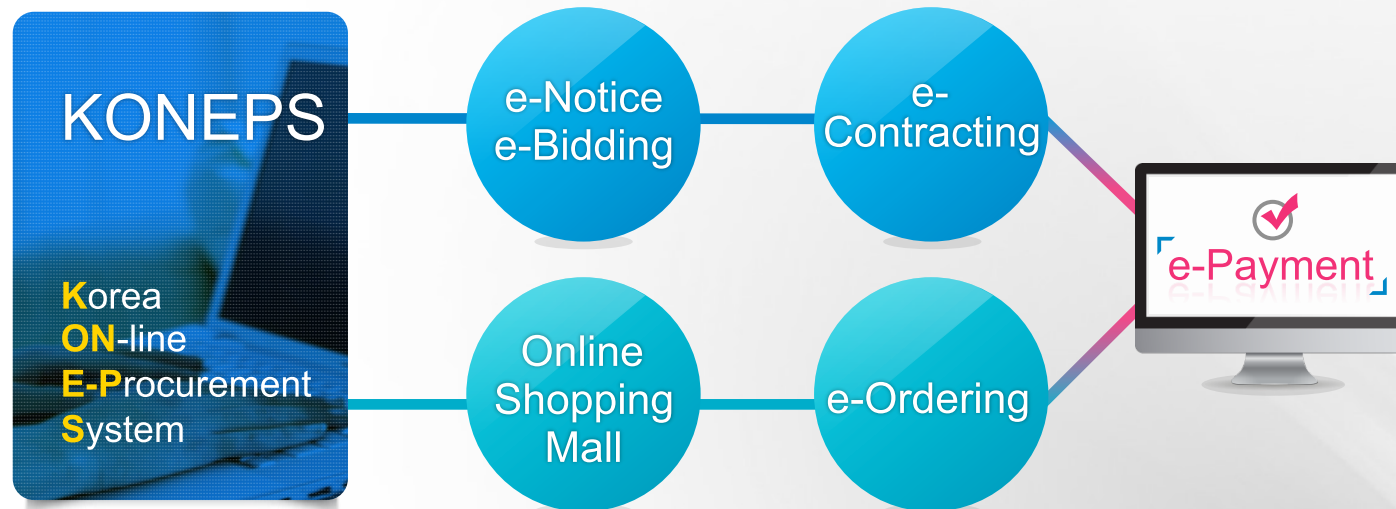 KONEPS
Korea
ON-line
E-Procurement
System
e-Notice
e-Bidding
e-
Contracting
Online
Shopping
Mall
e-Ordering
e-Payment